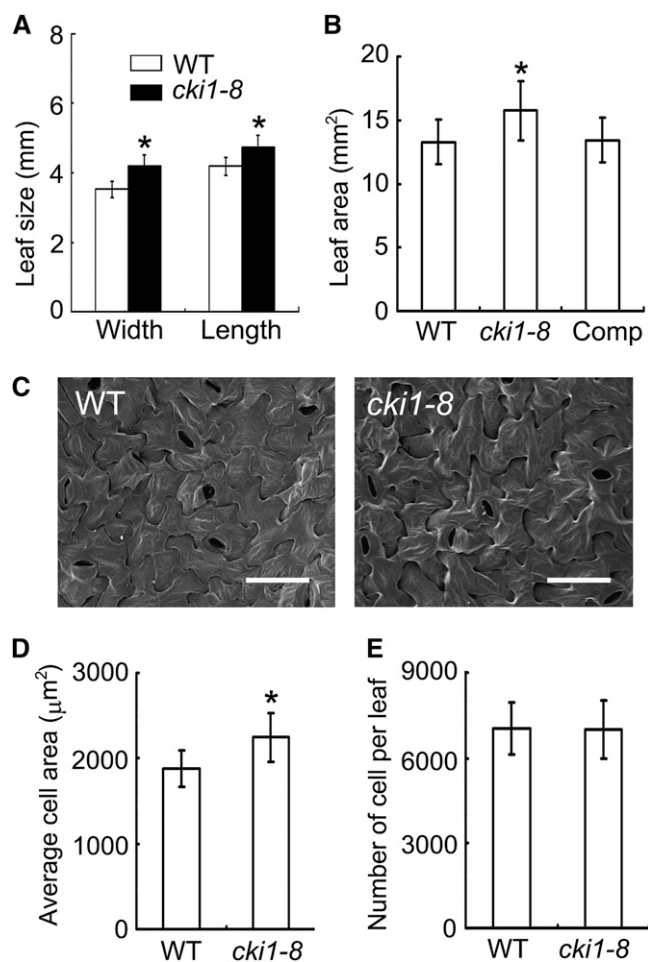 A
Leaf size (mm)
8
6
4
2
0
WT
cki1-8
*
*
Width Length
B
Leaf area (mm²)
20
15
10
5
0
*
WT cki1-8 Comp
C
WT
cki1-8
D
Average cell area (μm²)
3000
2000
1000
0
*
WT cki1-8
E
Number of cell per leaf
9000
6000
3000
0
WT cki1-8